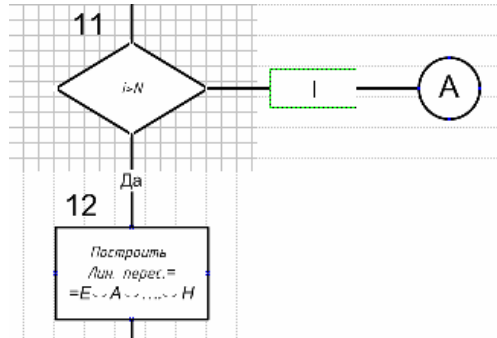 11
i>N
I
A
Да
12
Построить
Лин. перес.=
=E--A--....--H